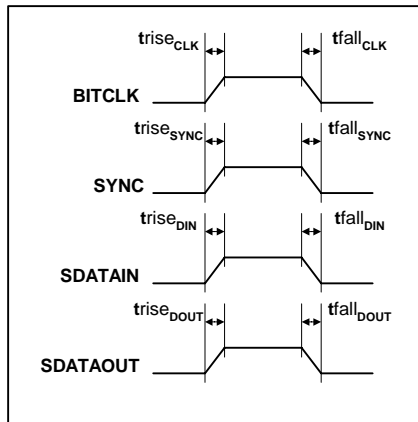 triseCLK tfallCLK
BITCLK
triseSYNC tfallSYNC
SYNC
triseDIN tfallDIN
SDATAIN
triseDOUT tfallDOUT
SDATAOUT